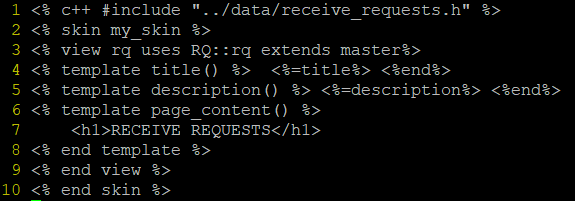 1 <% c++ #include "../data/receive_requests.h" %>
2 <% skin my_skin %>
3 <% view rq uses RQ::rq extends master%>
4 <% template title() %>  <%=title%> <%end%>
5 <% template description() %> <%=description%> <%end%>
6 <% template page_content() %>
7    <h1>RECEIVE REQUESTS</h1>
8 <% end template %>
9 <% end view %>
10 <% end skin %>